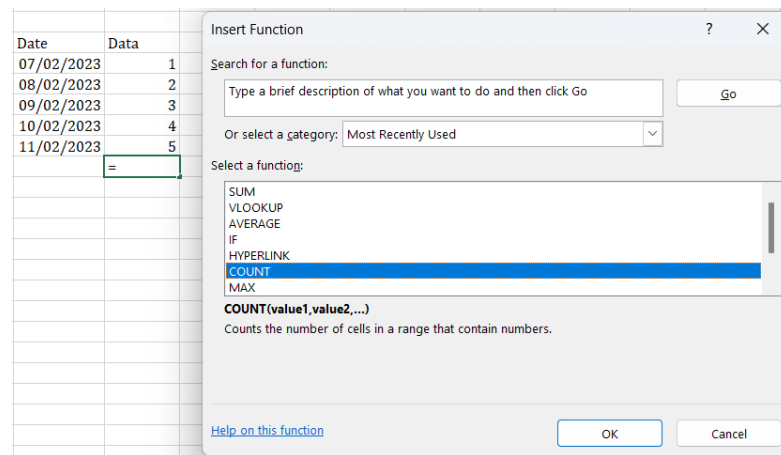 Date Data
07/02/2023 1
08/02/2023 2
09/02/2023 3
10/02/2023 4
11/02/2023 5
=
Insert Function ? X
Search for a function:
Type a brief description of what you want to do and then click Go
Go
Or select a category: Most Recently Used
Select a function:
SUM
VLOOKUP
AVERAGE
IF
HYPERLINK
COUNT
MAX
COUNT(value1,value2,...)
Counts the number of cells in a range that contain numbers.
Help on this function
OK Cancel